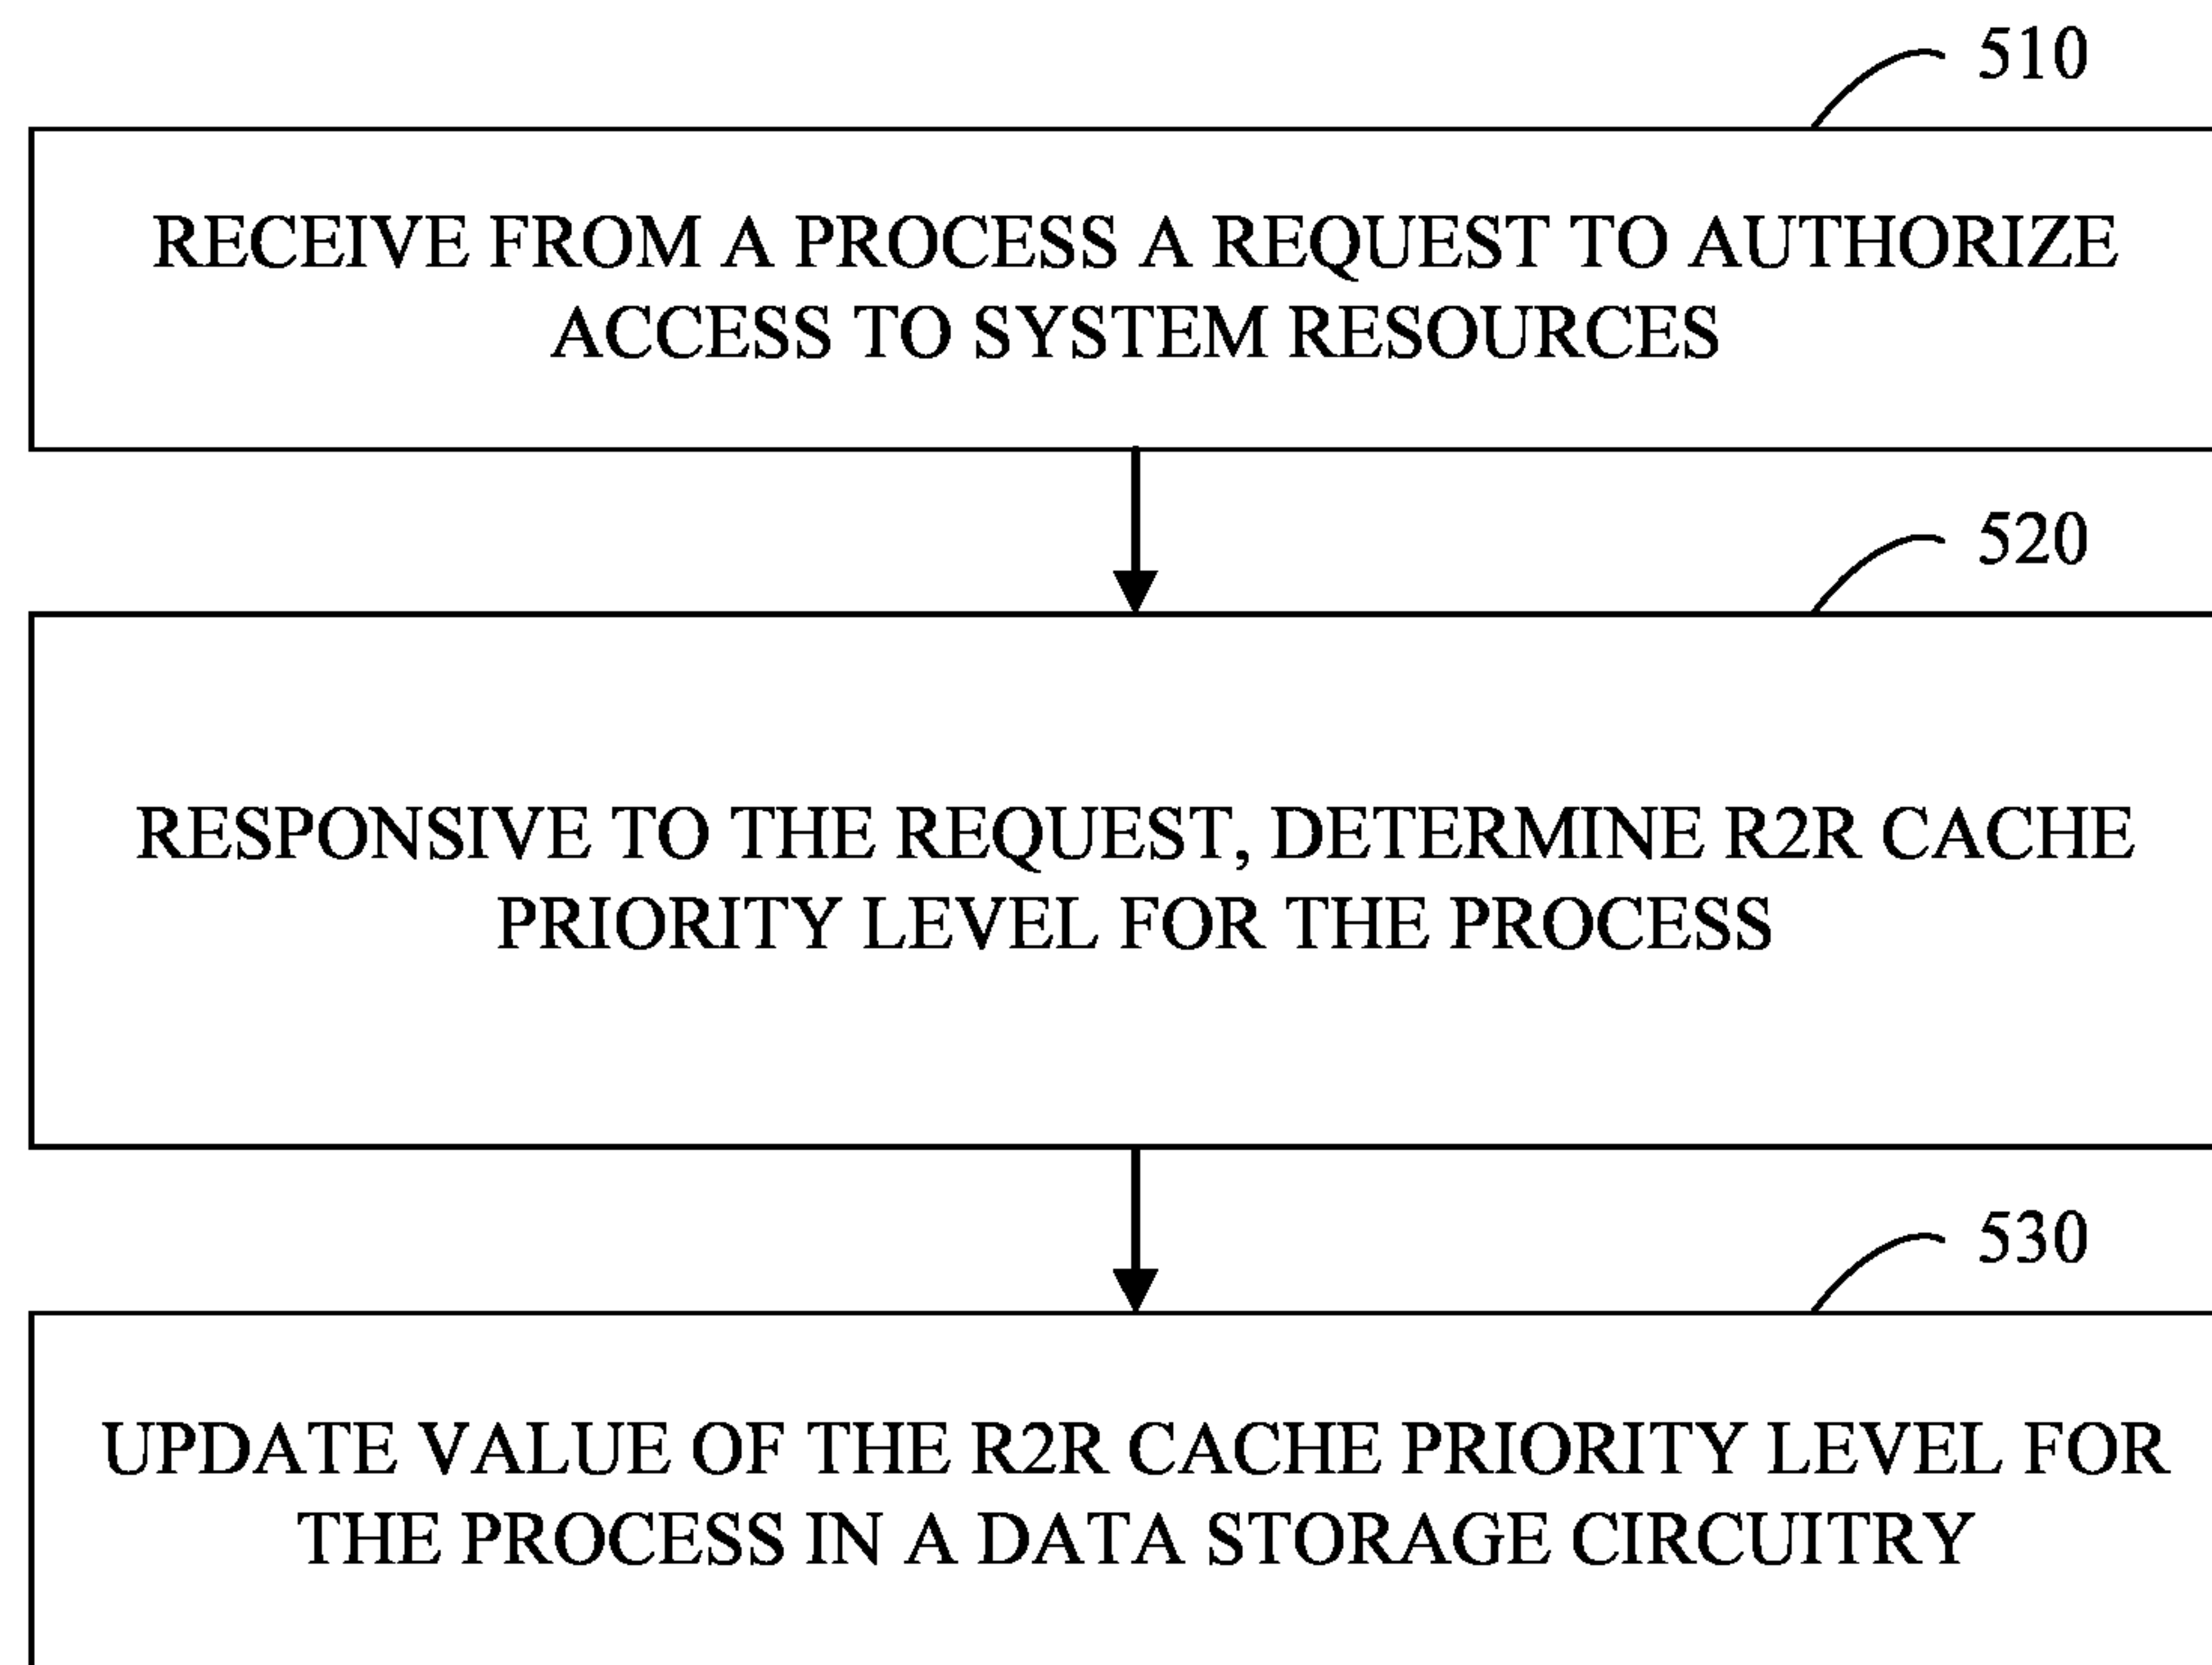 510
RECEIVE FROM A PROCESS A REQUEST TO AUTHORIZE
ACCESS TO SYSTEM RESOURCES
520
RESPONSIVE TO THE REQUEST, DETERMINE R2R CACHE
PRIORITY LEVEL FOR THE PROCESS
530
UPDATE VALUE OF THE R2R CACHE PRIORITY LEVEL FOR
THE PROCESS IN A DATA STORAGE CIRCUITRY